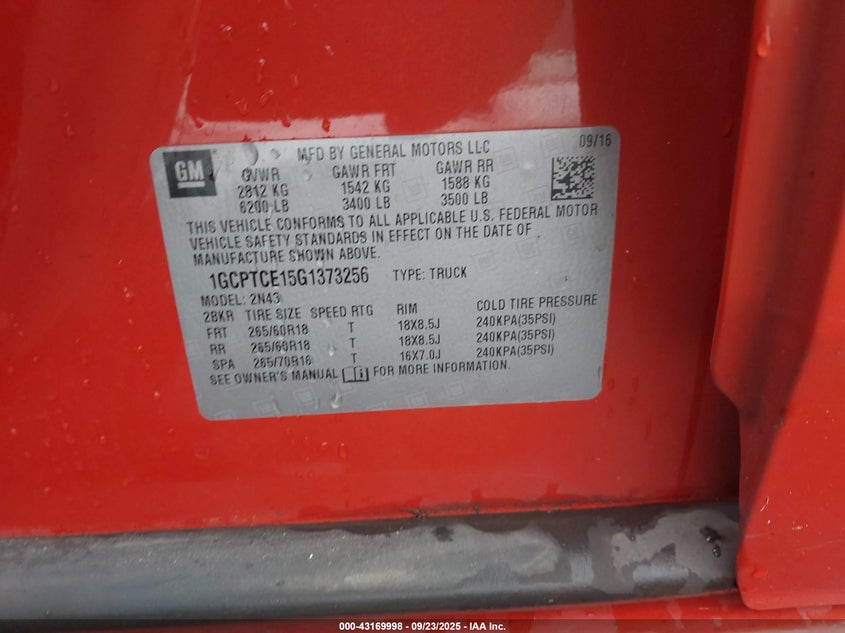 GM
MFD BY GENERAL MOTORS LLC
09/16
GVWR GAWR FRT GAWR RR
2812 KG 1542 KG 1588 KG
6200 LB 3400 LB 3500 LB
THIS VEHICLE CONFORMS TO ALL APPLICABLE U.S. FEDERAL MOTOR
VEHICLE SAFETY STANDARDS IN EFFECT ON THE DATE OF
MANUFACTURE SHOWN ABOVE.
1GCPTCE15G1373256 TYPE: TRUCK
MODEL: 2N43
2BKR TIRE SIZE SPEED RTG RIM COLD TIRE PRESSURE
FRT 265/60R18 T 18X8.5J 240KPA(35PSI)
RR 265/60R18 T 18X8.5J 240KPA(35PSI)
SPA 265/70R16 T 16X7.0J 240KPA(35PSI)
SEE OWNER'S MANUAL FOR MORE INFORMATION.
000-43169998 - 09/23/2025 - IAA Inc.